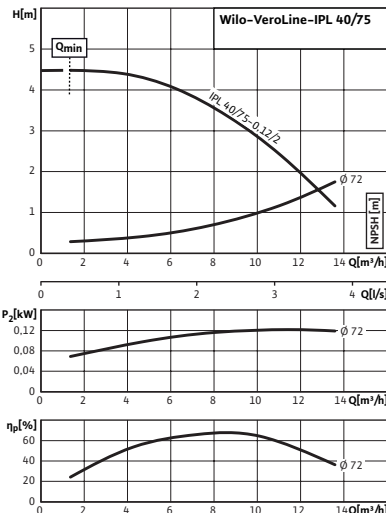 H[m]
Wilo-VeroLine-IPL 40/75
Qmin
5
4
3
2
1
0
IPL 40/75-0,12/2
Ø 72
NPSH [m]
0 2 4 6 8 10 12 14 Q[m³/h]
0 1 2 3 4 Q[l/s]
P₂[kW]
0,12
0,08
0,04
0
Ø 72
0 2 4 6 8 10 12 14 Q[m³/h]
ηp[%]
60
40
20
0
Ø 72
0 2 4 6 8 10 12 14 Q[m³/h]